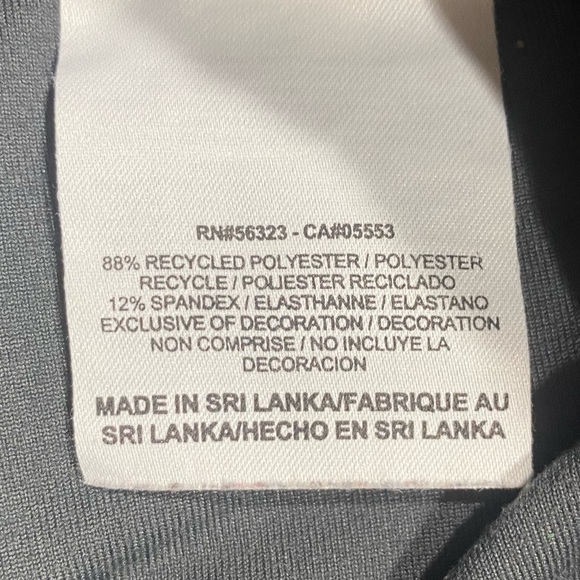 RN#56323 - CA#05553
88% RECYCLED POLYESTER / POLYESTER
RECYCLE / POLIESTER RECICLADO
12% SPANDEX / ELASTHANNE / ELASTANO
EXCLUSIVE OF DECORATION / DECORATION
NON COMPRISE / NO INCLUYE LA
DECORACION
MADE IN SRI LANKA/FABRIQUE AU
SRI LANKA/HECHO EN SRI LANKA